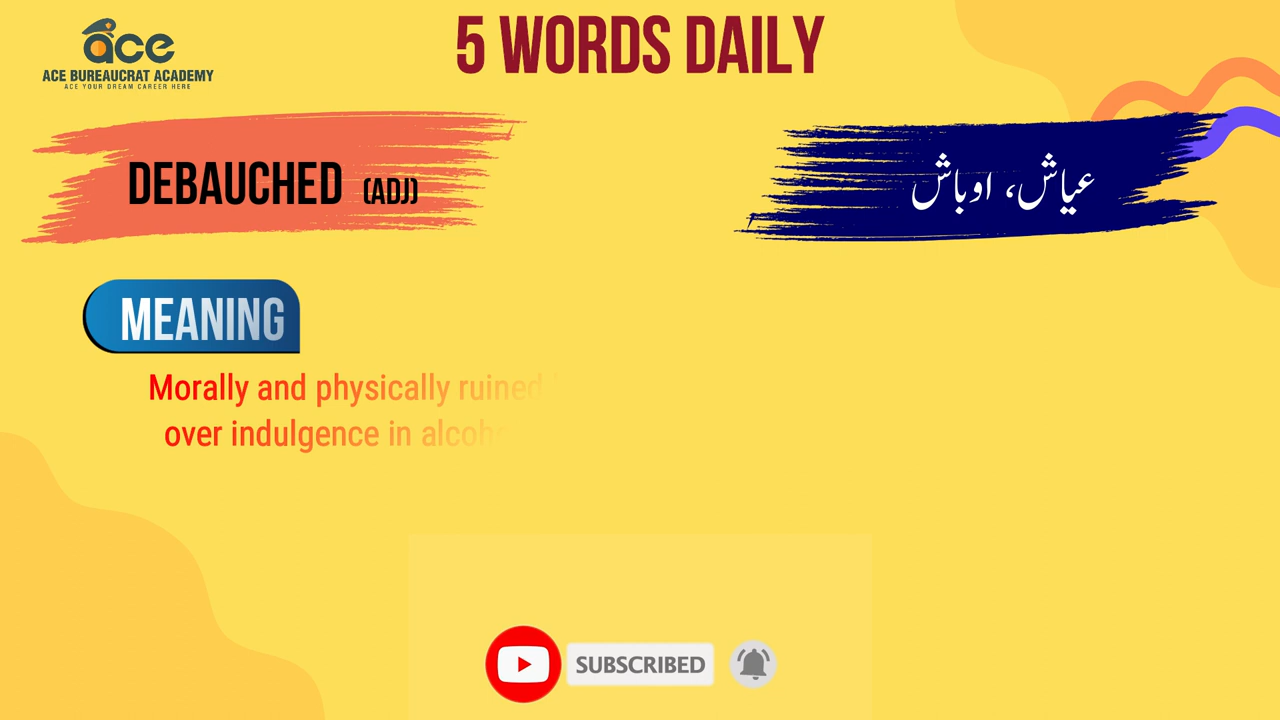 ace
ACE BUREAUCRAT ACADEMY
ACE YOUR DREAM CAREER HERE
5 WORDS DAILY
DEBAUCHED (ADJ)
عیاش، اوباش
MEANING
Morally and physically ruined
over indulgence in
SUBSCRIBED